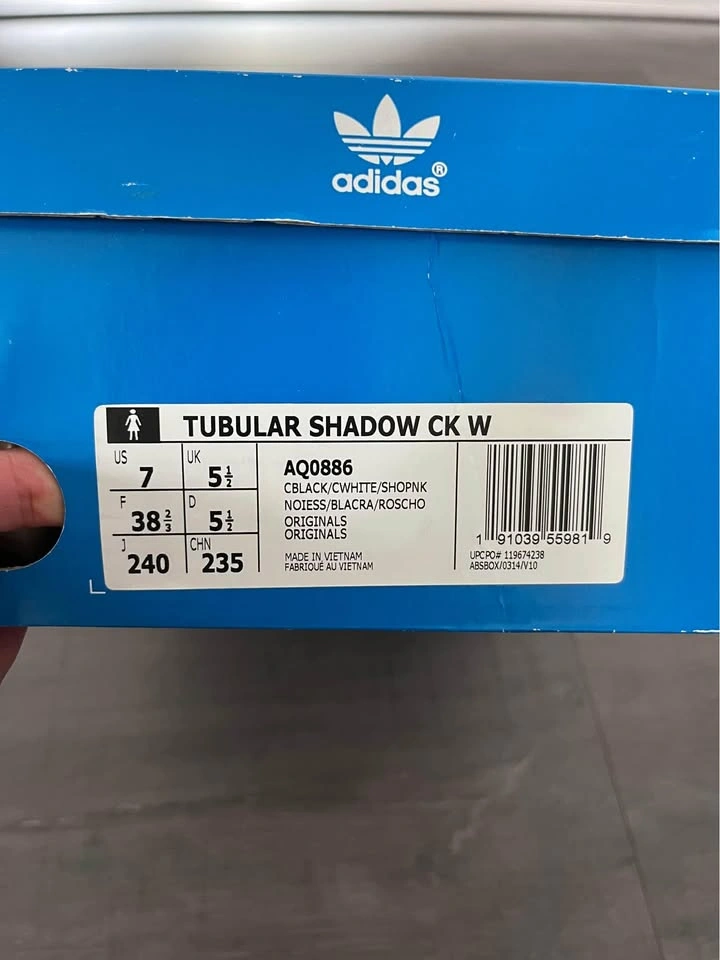 adidas®
TUBULAR SHADOW CK W
US 7 UK 5½
F 38⅔ D 5½
J 240 CHN 235
AQ0886
CBLACK/CWHITE/SHOPNK
NOIESS/BLACRA/ROSCHO
ORIGINALS
ORIGINALS
MADE IN VIETNAM
FABRIQUÉ AU VIETNAM
1 91039 55981 9
UPCPO# 119674238
ABSBOX/0314/V10